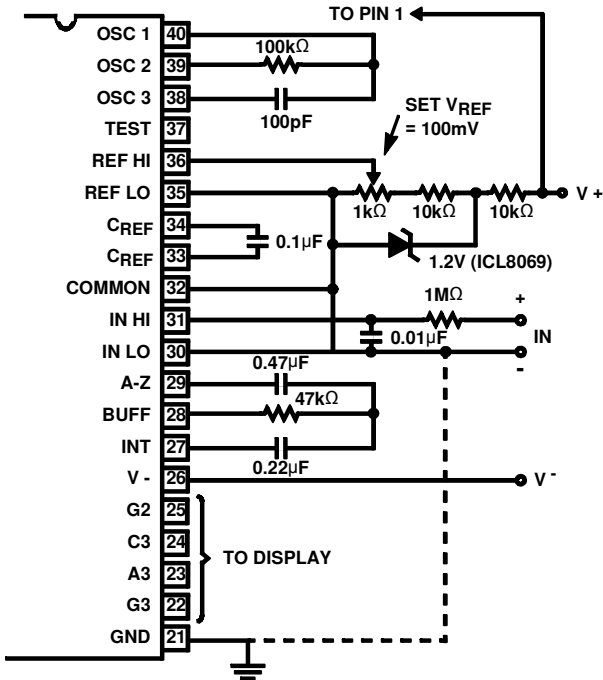 TO PIN 1
OSC 1 40
100kΩ
OSC 2 39
OSC 3 38
100pF
SET VREF
= 100mV
TEST 37
REF HI 36
REF LO 35
V +
1kΩ 10kΩ 10kΩ
CREF 34
0.1µF
CREF 33
1.2V (ICL8069)
COMMON 32
1MΩ
+
IN HI 31
0.01µF
IN
IN LO 30
-
0.47µF
A-Z 29
47kΩ
BUFF 28
INT 27
0.22µF
V - 26
V -
G2 25
C3 24
TO DISPLAY
A3 23
G3 22
GND 21